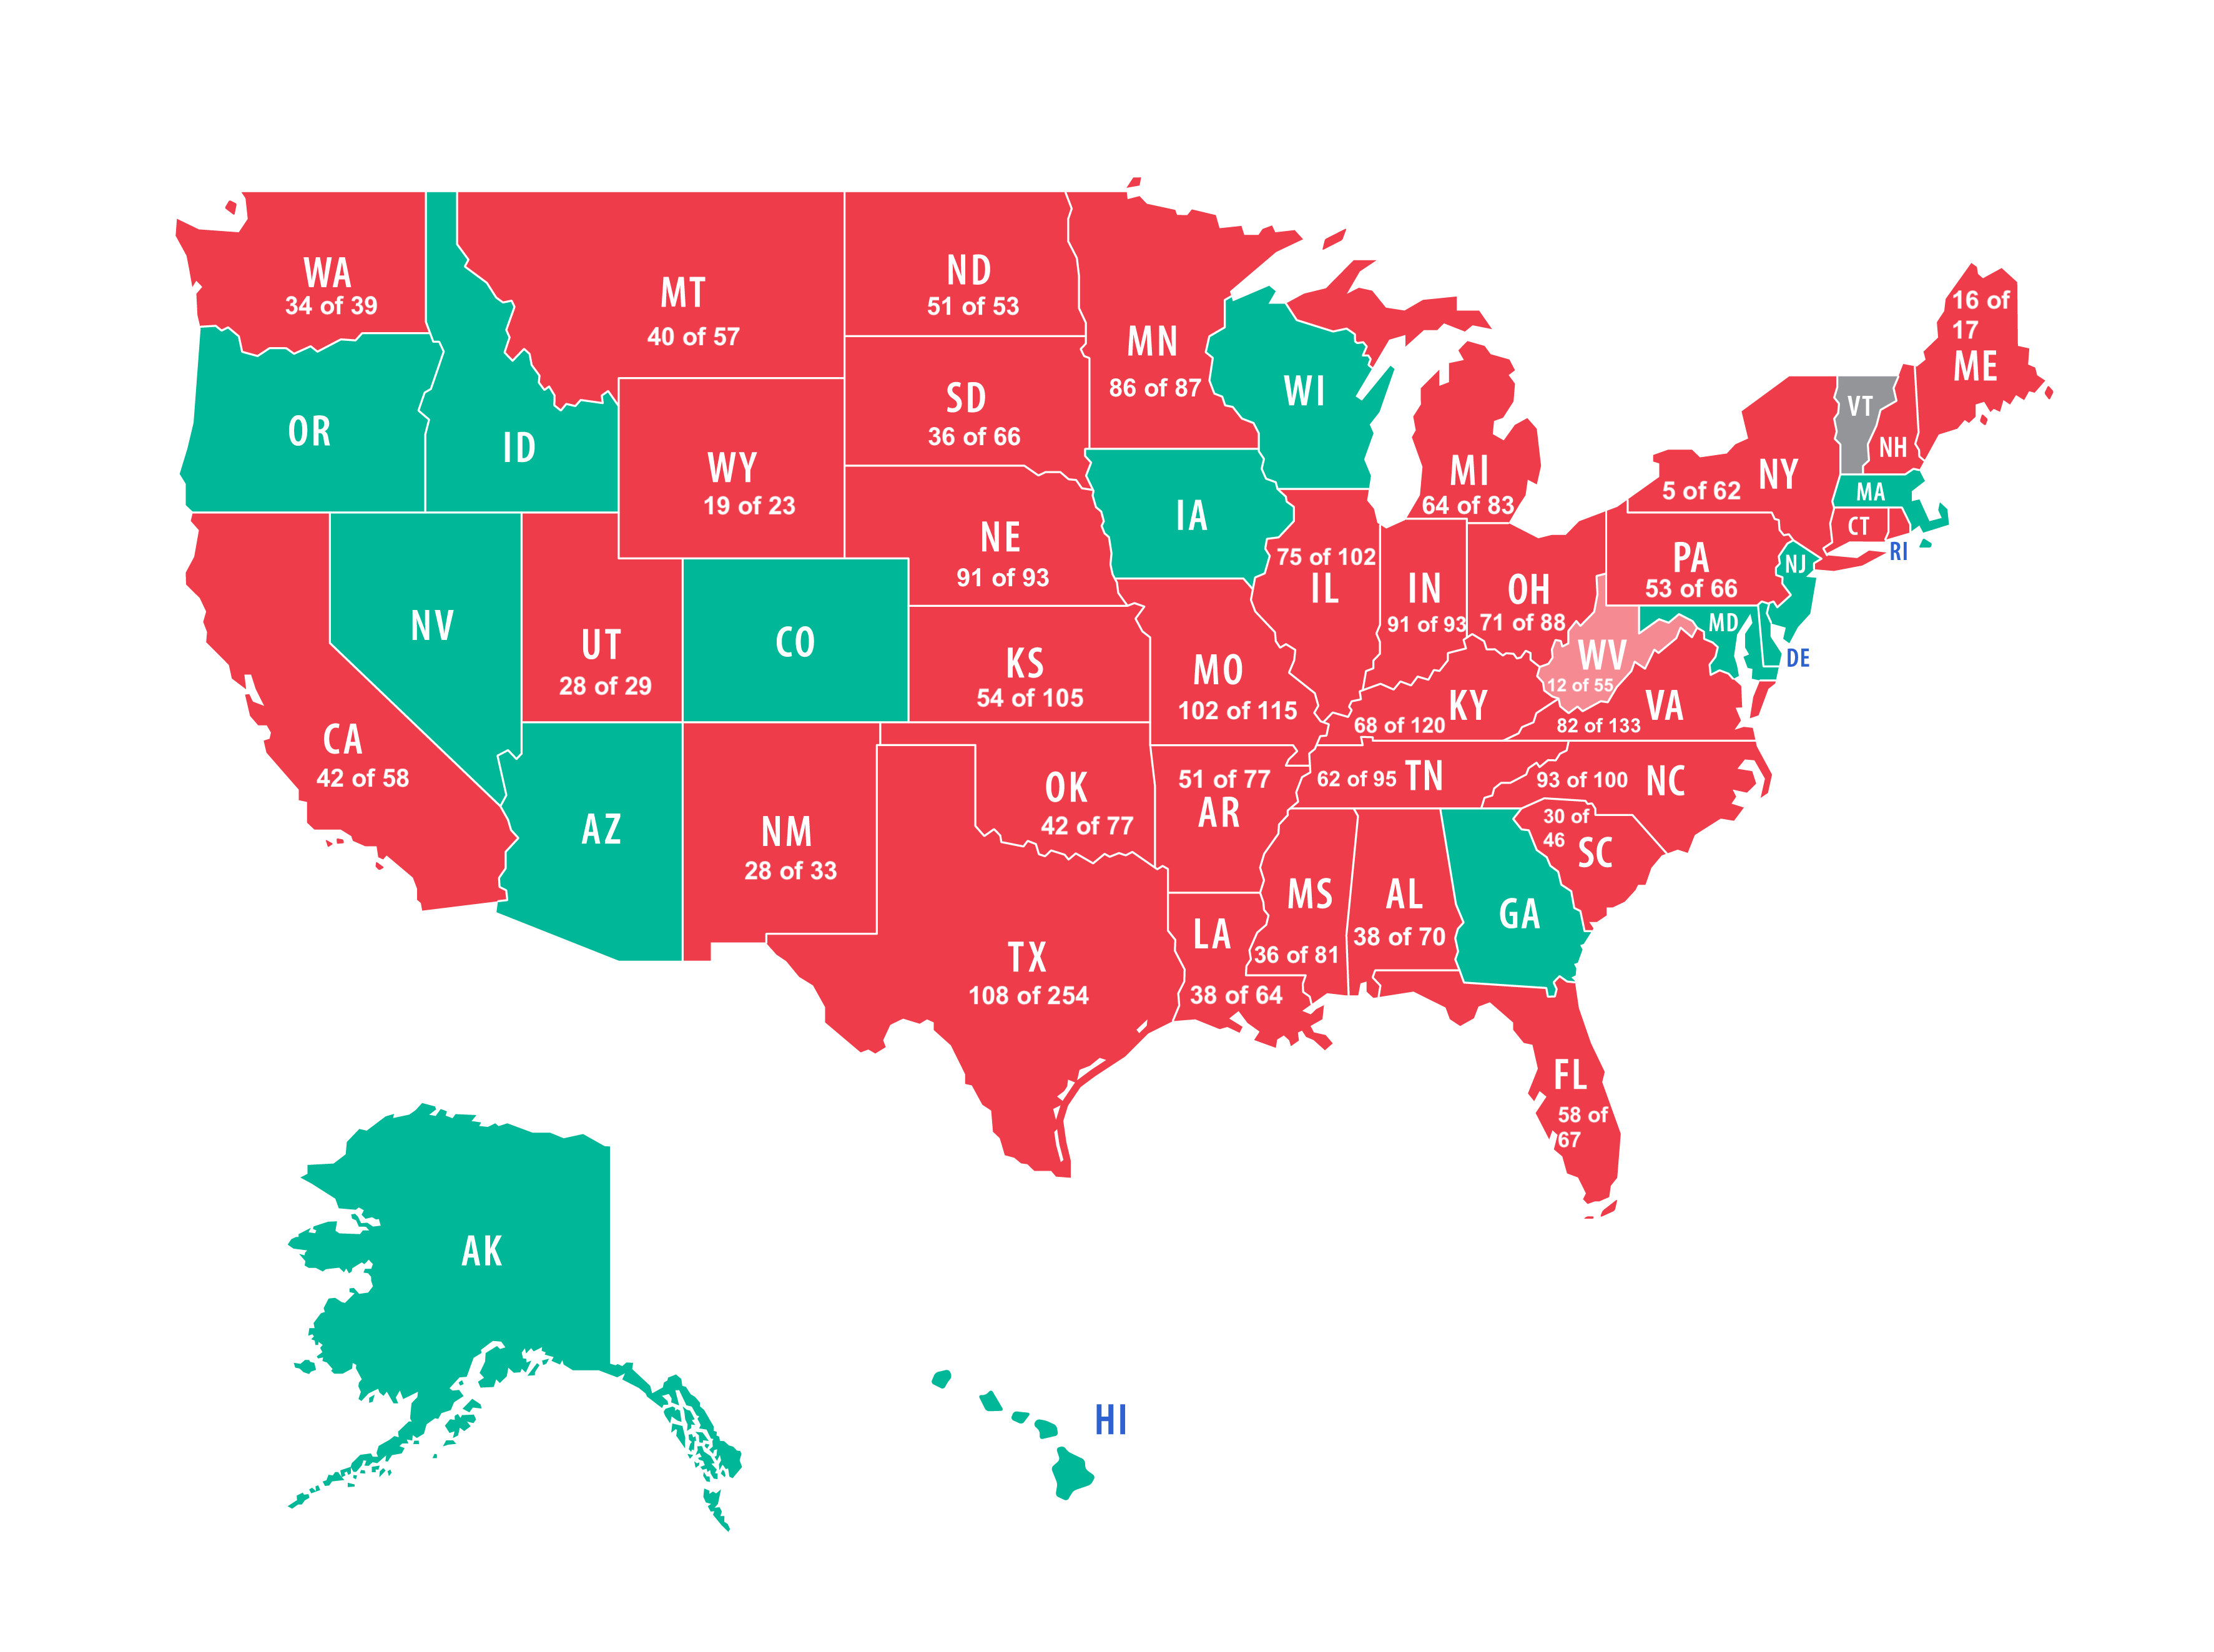 WA
34 of 39
MT
40 of 57
ND
51 of 53
MN
86 of 87
16 of
17
ME
OR
ID
WY
19 of 23
SD
36 of 66
WI
MI
64 of 83
VT
NH
NY
5 of 62
MA
CT
RI
NE
91 of 93
IA
75 of 102
IL
IN
91 of 93
OH
71 of 88
PA
53 of 66
NJ
MD
DE
NV
UT
28 of 29
CO
KS
54 of 105
MO
102 of 115
WV
12 of 55
KY
68 of 120
VA
82 of 133
CA
42 of 58
AZ
NM
28 of 33
OK
42 of 77
51 of 77
AR
62 of 95 TN
93 of 100 NC
30 of
46
SC
TX
108 of 254
LA
38 of 64
MS
36 of 81
AL
38 of 70
GA
FL
58 of
67
AK
HI